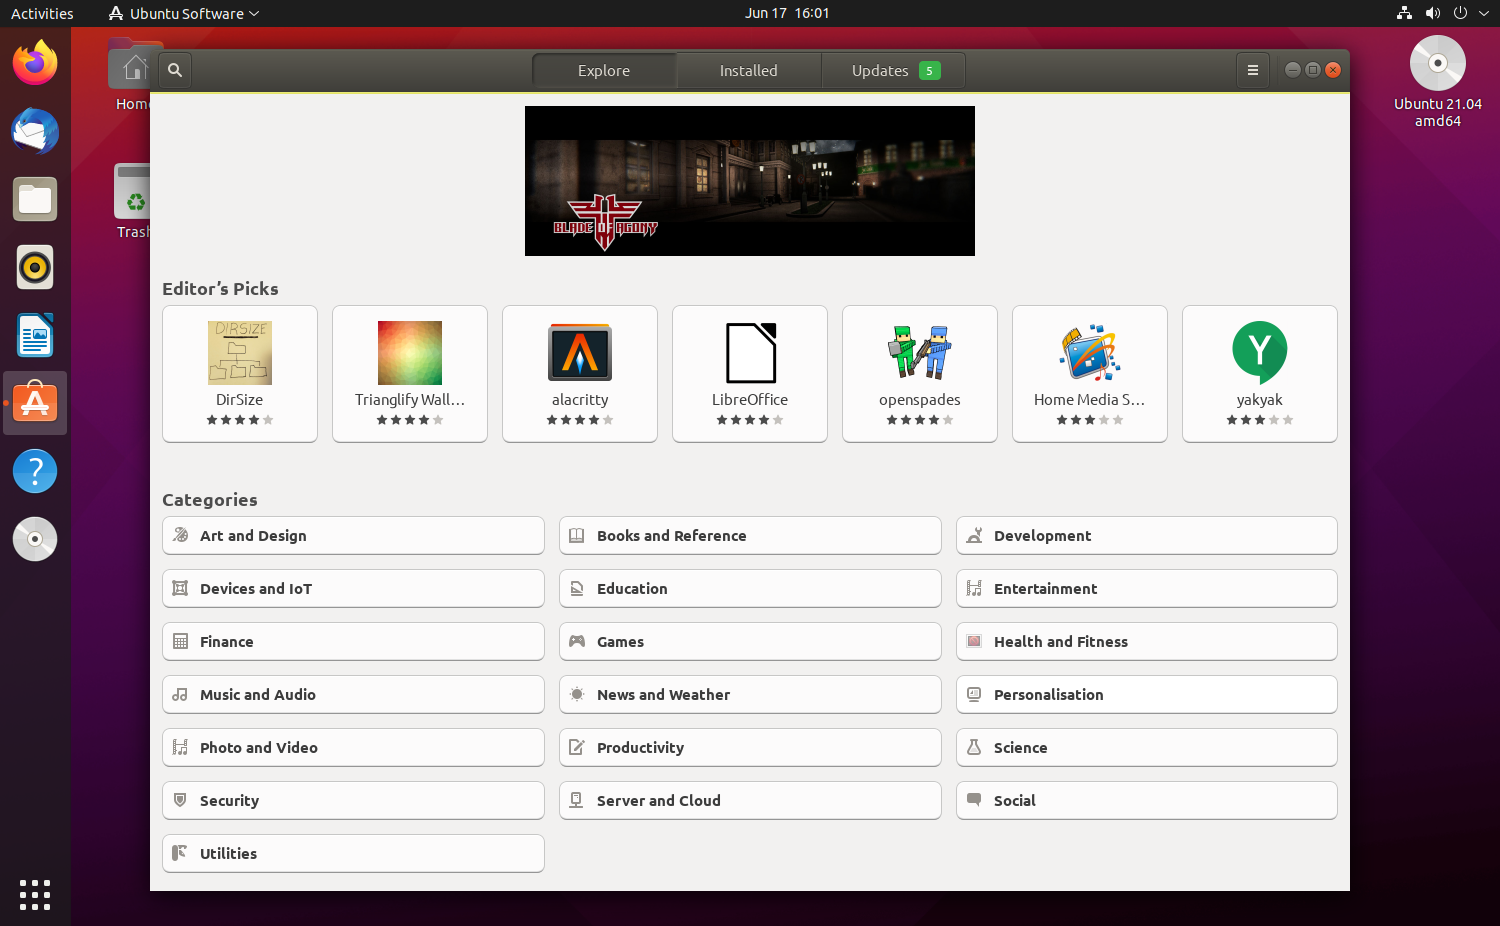 Activities
Ubuntu Software
Jun 17 16:01
Home
Trash
Ubuntu 21.04
amd64
Explore
Installed
Updates 5
BLADE OF AGONY
Editor's Picks
DIRSIZE
DirSize
Trianglify Wall…
alacritty
LibreOffice
openspades
Home Media S…
Y
yakyak
Categories
Art and Design
Books and Reference
Development
Devices and IoT
Education
Entertainment
Finance
Games
Health and Fitness
Music and Audio
News and Weather
Personalisation
Photo and Video
Productivity
Science
Security
Server and Cloud
Social
Utilities